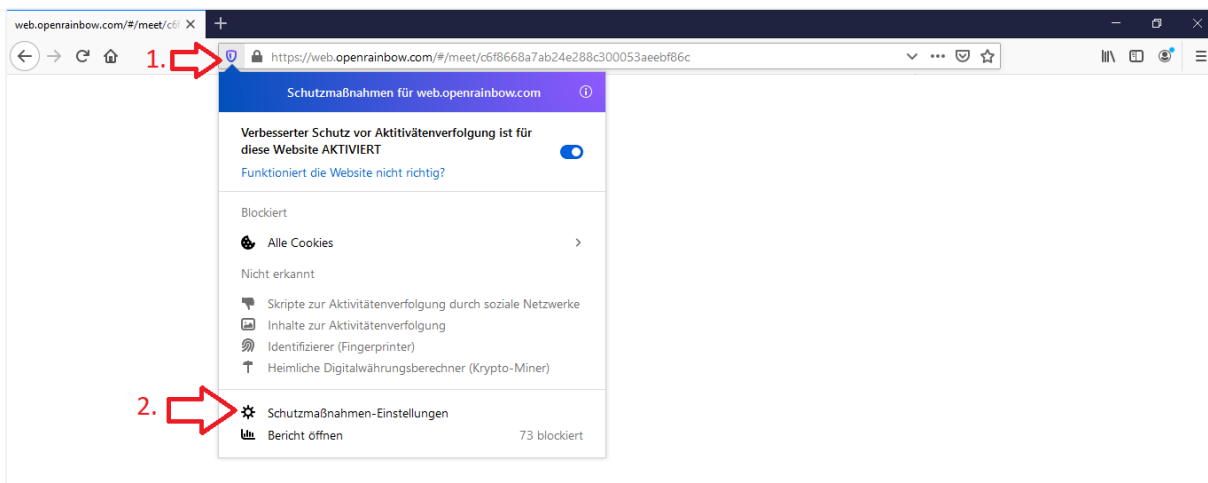 web.openrainbow.com/#/meet/c6f
1.
https://web.openrainbow.com/#/meet/c6f8668a7ab24e288c300053aeebf86c
Schutzmaßnahmen für web.openrainbow.com
Verbesserter Schutz vor Aktitivätenverfolgung ist für
diese Website AKTIVIERT
Funktioniert die Website nicht richtig?
Blockiert
Alle Cookies
Nicht erkannt
Skripte zur Aktivitätenverfolgung durch soziale Netzwerke
Inhalte zur Aktivitätenverfolgung
Identifizierer (Fingerprinter)
Heimliche Digitalwährungsberechner (Krypto-Miner)
2.
Schutzmaßnahmen-Einstellungen
Bericht öffnen 73 blockiert